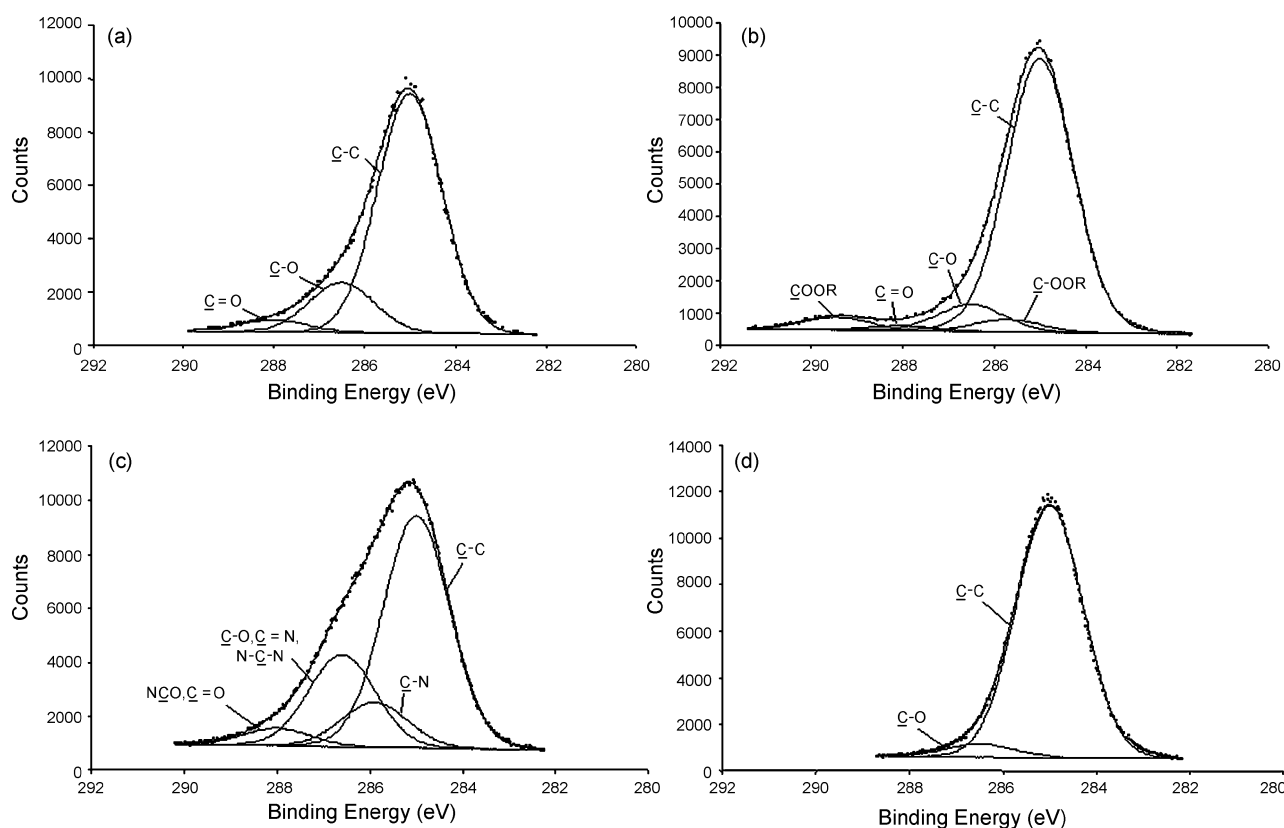 (a)
12000
10000
8000
6000
4000
2000
0
Counts
C-C
C-O
C=O
292 290 288 286 284 282 280
Binding Energy (eV)
(b)
10000
9000
8000
7000
6000
5000
4000
3000
2000
1000
0
Counts
C-C
C-O
COOR
C=O
C-OOR
292 290 288 286 284 282 280
Binding Energy (eV)
(c)
12000
10000
8000
6000
4000
2000
0
Counts
C-C
C-O,C=N,
N-C-N
NCO,C=O
C-N
292 290 288 286 284 282 280
Binding Energy (eV)
(d)
14000
12000
10000
8000
6000
4000
2000
0
Counts
C-C
C-O
292 290 288 286 284 282 280
Binding Energy (eV)